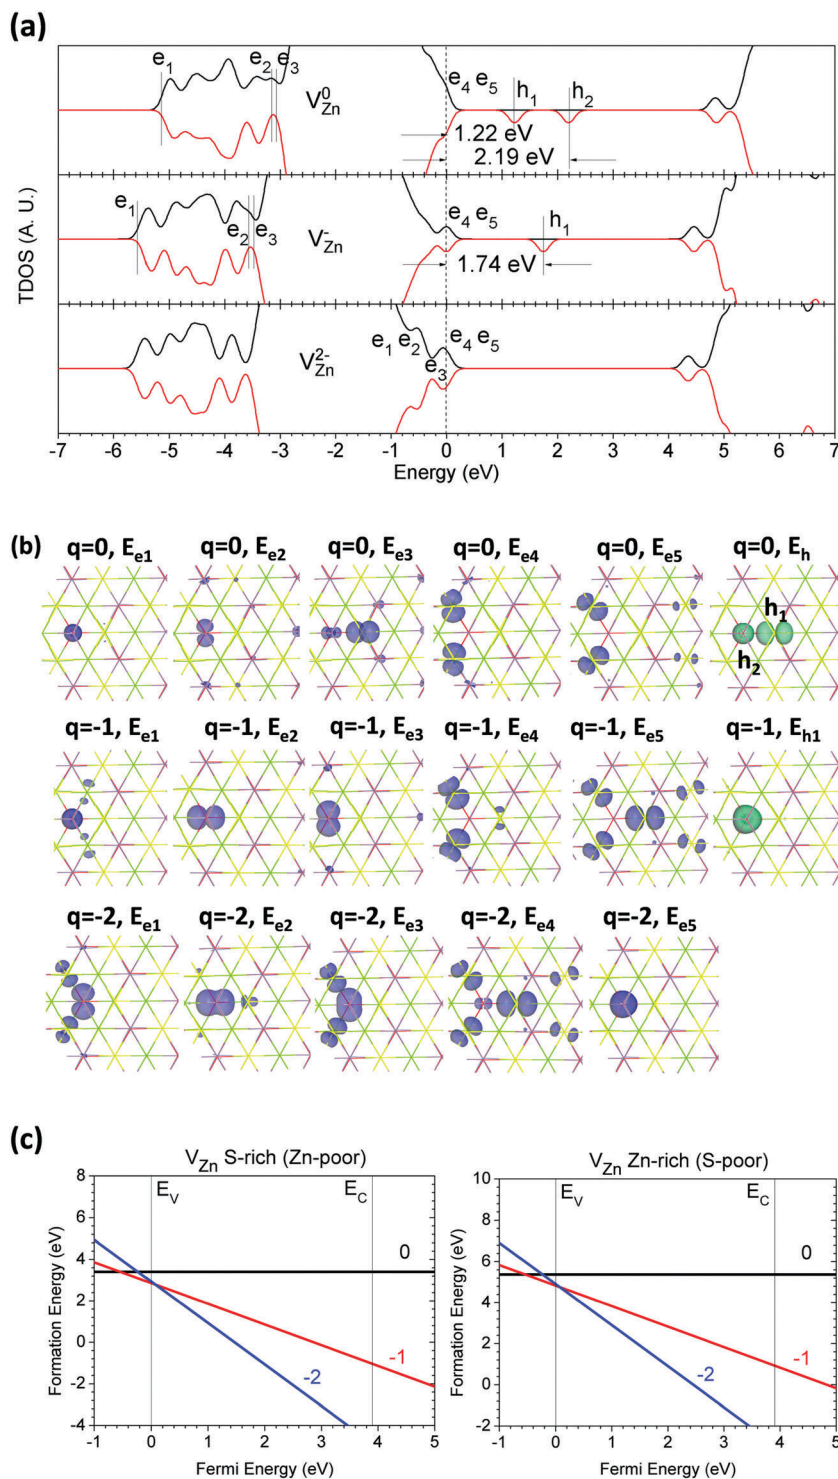 (a)
e1 e2 e3
V0Zn
e4 e5 h1 h2
1.22 eV
2.19 eV
e1 e2 e3
V-Zn
e4 e5 h1
1.74 eV
e1 e2 e3 e4 e5
V2-Zn
TDOS (A. U.)
-7 -6 -5 -4 -3 -2 -1 0 1 2 3 4 5 6 7
Energy (eV)
(b)
q=0, Ee1 q=0, Ee2 q=0, Ee3 q=0, Ee4 q=0, Ee5 q=0, Eh
h1
h2
q=-1, Ee1 q=-1, Ee2 q=-1, Ee3 q=-1, Ee4 q=-1, Ee5 q=-1, Eh1
q=-2, Ee1 q=-2, Ee2 q=-2, Ee3 q=-2, Ee4 q=-2, Ee5
(c)
VZn S-rich (Zn-poor)
EV EC
0
-1
-2
8
6
4
2
0
-2
-4
Formation Energy (eV)
-1 0 1 2 3 4 5
Fermi Energy (eV)
VZn Zn-rich (S-poor)
EV EC
0
-1
-2
10
8
6
4
2
0
-2
Formation Energy (eV)
-1 0 1 2 3 4 5
Fermi Energy (eV)